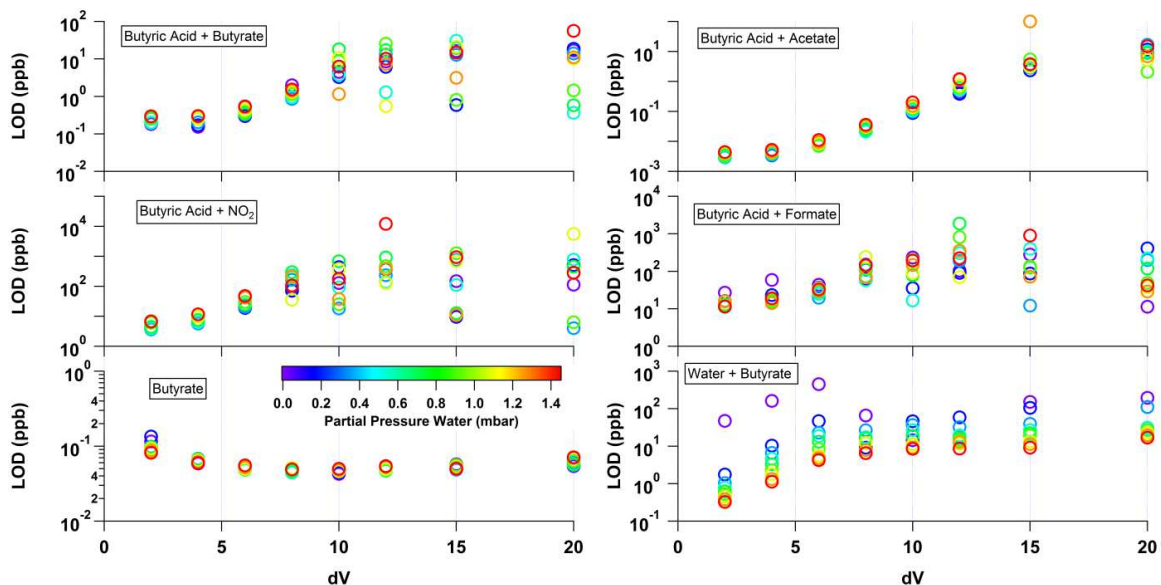 10²
10¹
10⁰
10⁻¹
10⁻²
LOD (ppb)
Butyric Acid + Butyrate
10¹
10⁻¹
10⁻³
LOD (ppb)
Butyric Acid + Acetate
10⁴
10²
10⁰
LOD (ppb)
Butyric Acid + NO₂
10⁴
10²
10⁰
LOD (ppb)
Butyric Acid + Formate
10⁰
4
2
10⁻¹
4
2
10⁻²
LOD (ppb)
Butyrate
0.0 0.2 0.4 0.6 0.8 1.0 1.2 1.4
Partial Pressure Water (mbar)
10³
10²
10¹
10⁰
10⁻¹
LOD (ppb)
Water + Butyrate
0 5 10 15 20
dV
0 5 10 15 20
dV